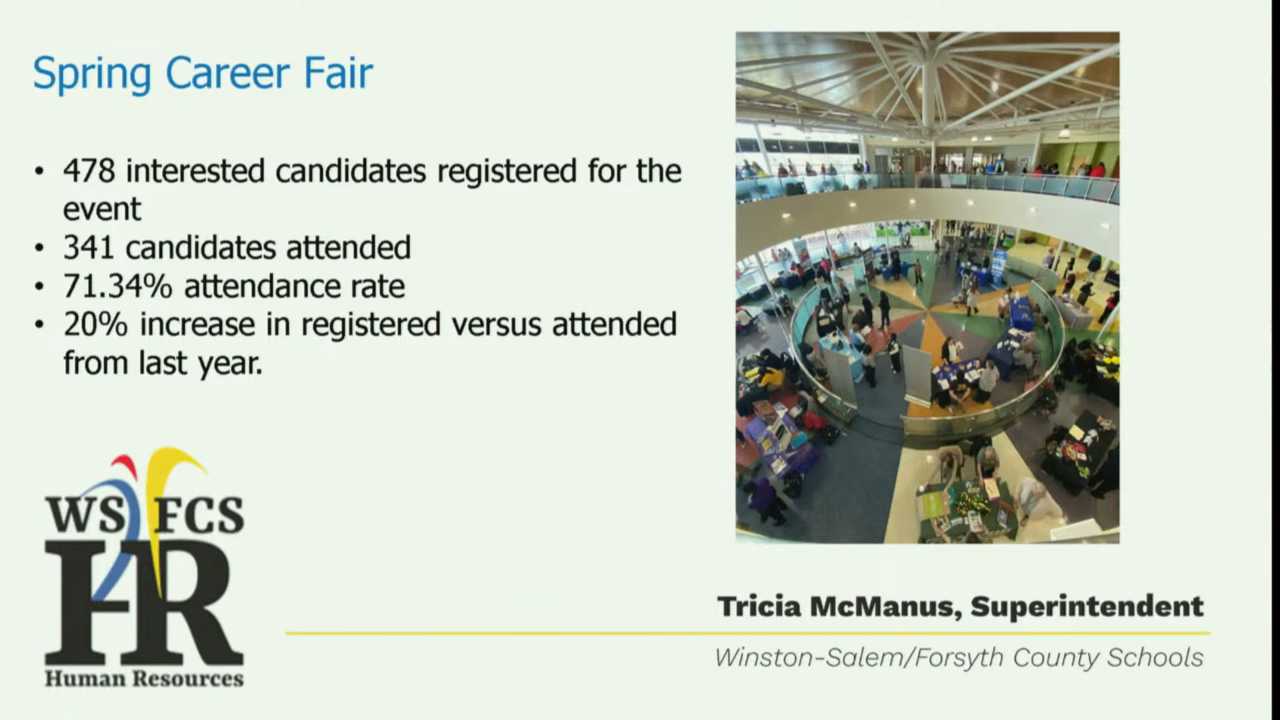 Spring Career Fair
• 478 interested candidates registered for the
event
• 341 candidates attended
• 71.34% attendance rate
• 20% increase in registered versus attended
from last year.
WS FCS
HR
Human Resources
Tricia McManus, Superintendent
Winston-Salem/Forsyth County Schools